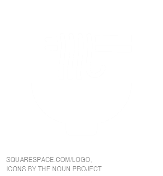 SQUARESPACE.COM/LOGO
ICONS BY THE NOUN PROJECT